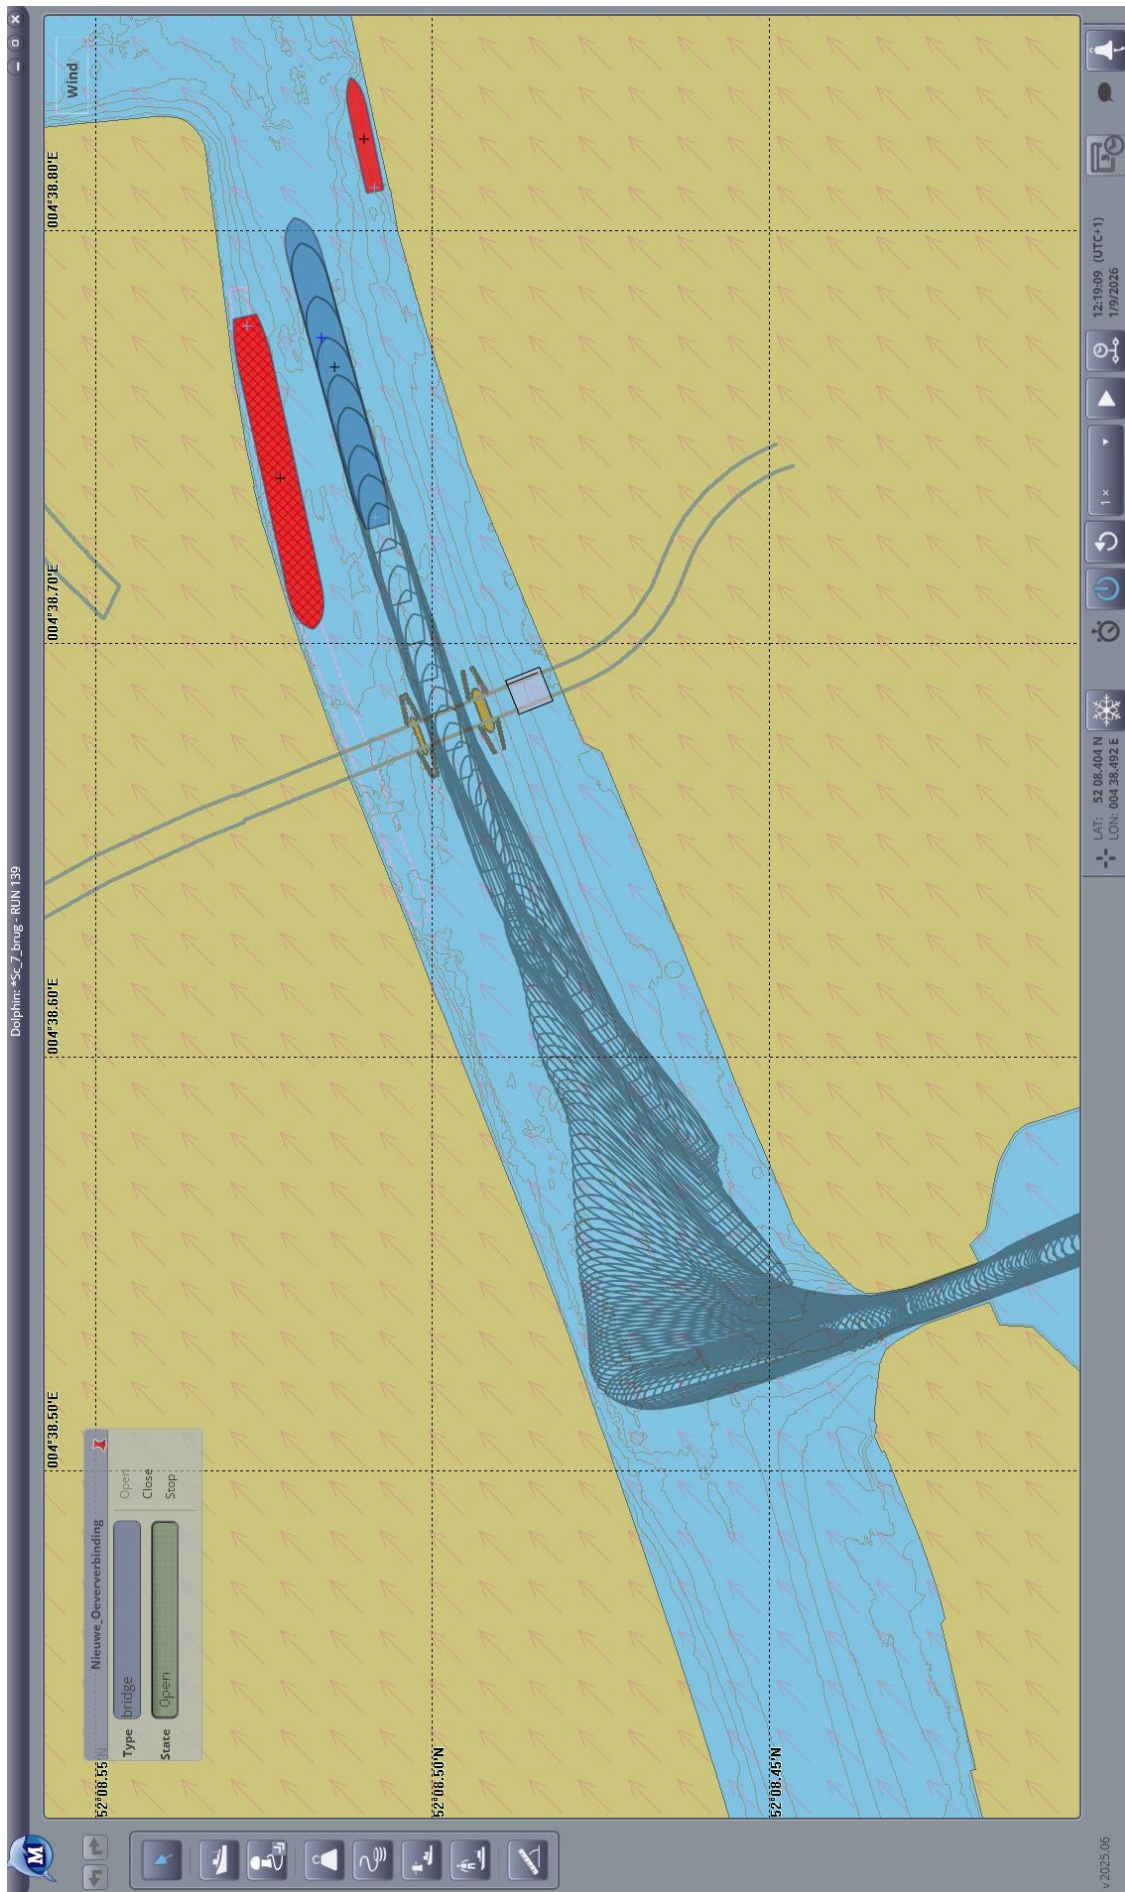 Dolphin: *Sc_7_brug - RUN 139
Nieuwe_Oeververbinding
Type bridge
State Open
Open
Close
Stop
Wind
004°38.50'E
004°38.60'E
004°38.70'E
004°38.80'E
52°08.55'N
52°08.50'N
52°08.45'N
M
v 2025.06
LAT: 52 08.404 N
LON: 004 38.492 E
1 ×
12:19:09 (UTC+1)
1/9/2026